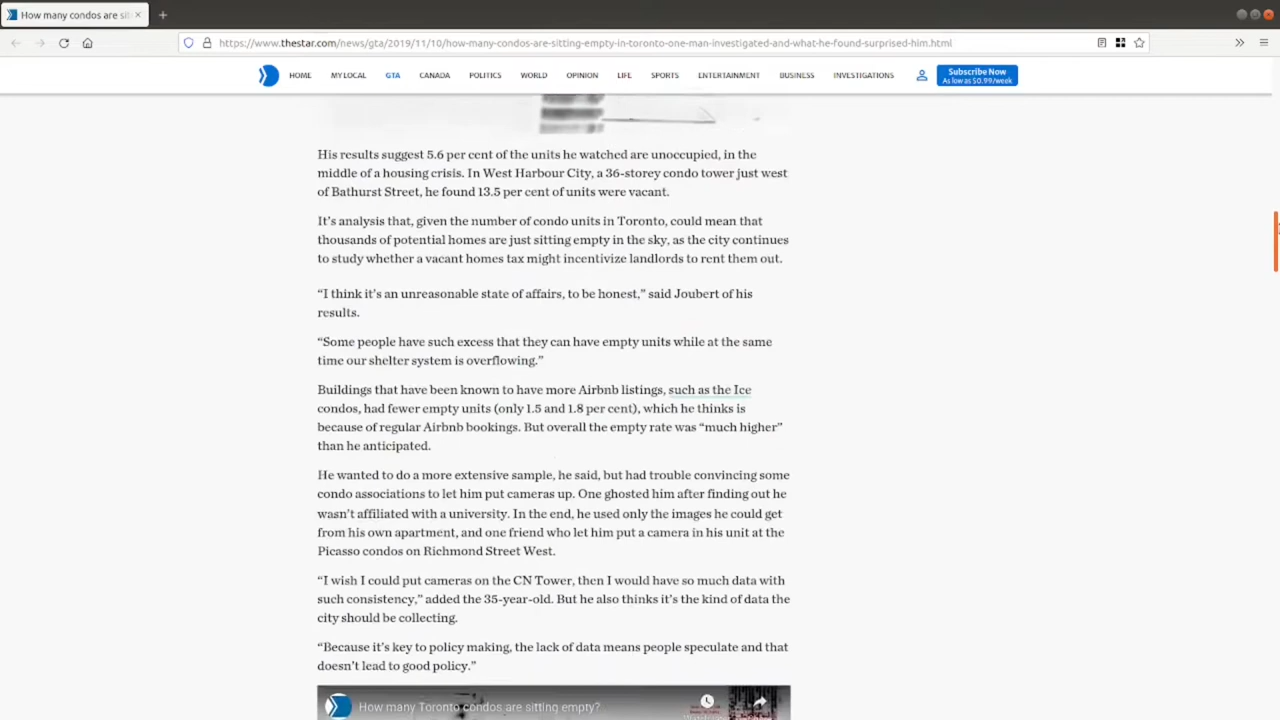 How many condos are sit
https://www.thestar.com/news/gta/2019/11/10/how-many-condos-are-sitting-empty-in-toronto-one-man-investigated-and-what-he-found-surprised-him.html
HOME MY LOCAL GTA CANADA POLITICS WORLD OPINION LIFE SPORTS ENTERTAINMENT BUSINESS INVESTIGATIONS
Subscribe Now
As low as $0.99/week
His results suggest 5.6 per cent of the units he watched are unoccupied, in the
middle of a housing crisis. In West Harbour City, a 36-storey condo tower just west
of Bathurst Street, he found 13.5 per cent of units were vacant.
It’s analysis that, given the number of condo units in Toronto, could mean that
thousands of potential homes are just sitting empty in the sky, as the city continues
to study whether a vacant homes tax might incentivize landlords to rent them out.
“I think it’s an unreasonable state of affairs, to be honest,” said Joubert of his
results.
“Some people have such excess that they can have empty units while at the same
time our shelter system is overflowing.”
Buildings that have been known to have more Airbnb listings, such as the Ice
condos, had fewer empty units (only 1.5 and 1.8 per cent), which he thinks is
because of regular Airbnb bookings. But overall the empty rate was “much higher”
than he anticipated.
He wanted to do a more extensive sample, he said, but had trouble convincing some
condo associations to let him put cameras up. One ghosted him after finding out he
wasn’t affiliated with a university. In the end, he used only the images he could get
from his own apartment, and one friend who let him put a camera in his unit at the
Picasso condos on Richmond Street West.
“I wish I could put cameras on the CN Tower, then I would have so much data with
such consistency,” added the 35-year-old. But he also thinks it’s the kind of data the
city should be collecting.
“Because it’s key to policy making, the lack of data means people speculate and that
doesn’t lead to good policy.”
How many Toronto condos are sitting empty?